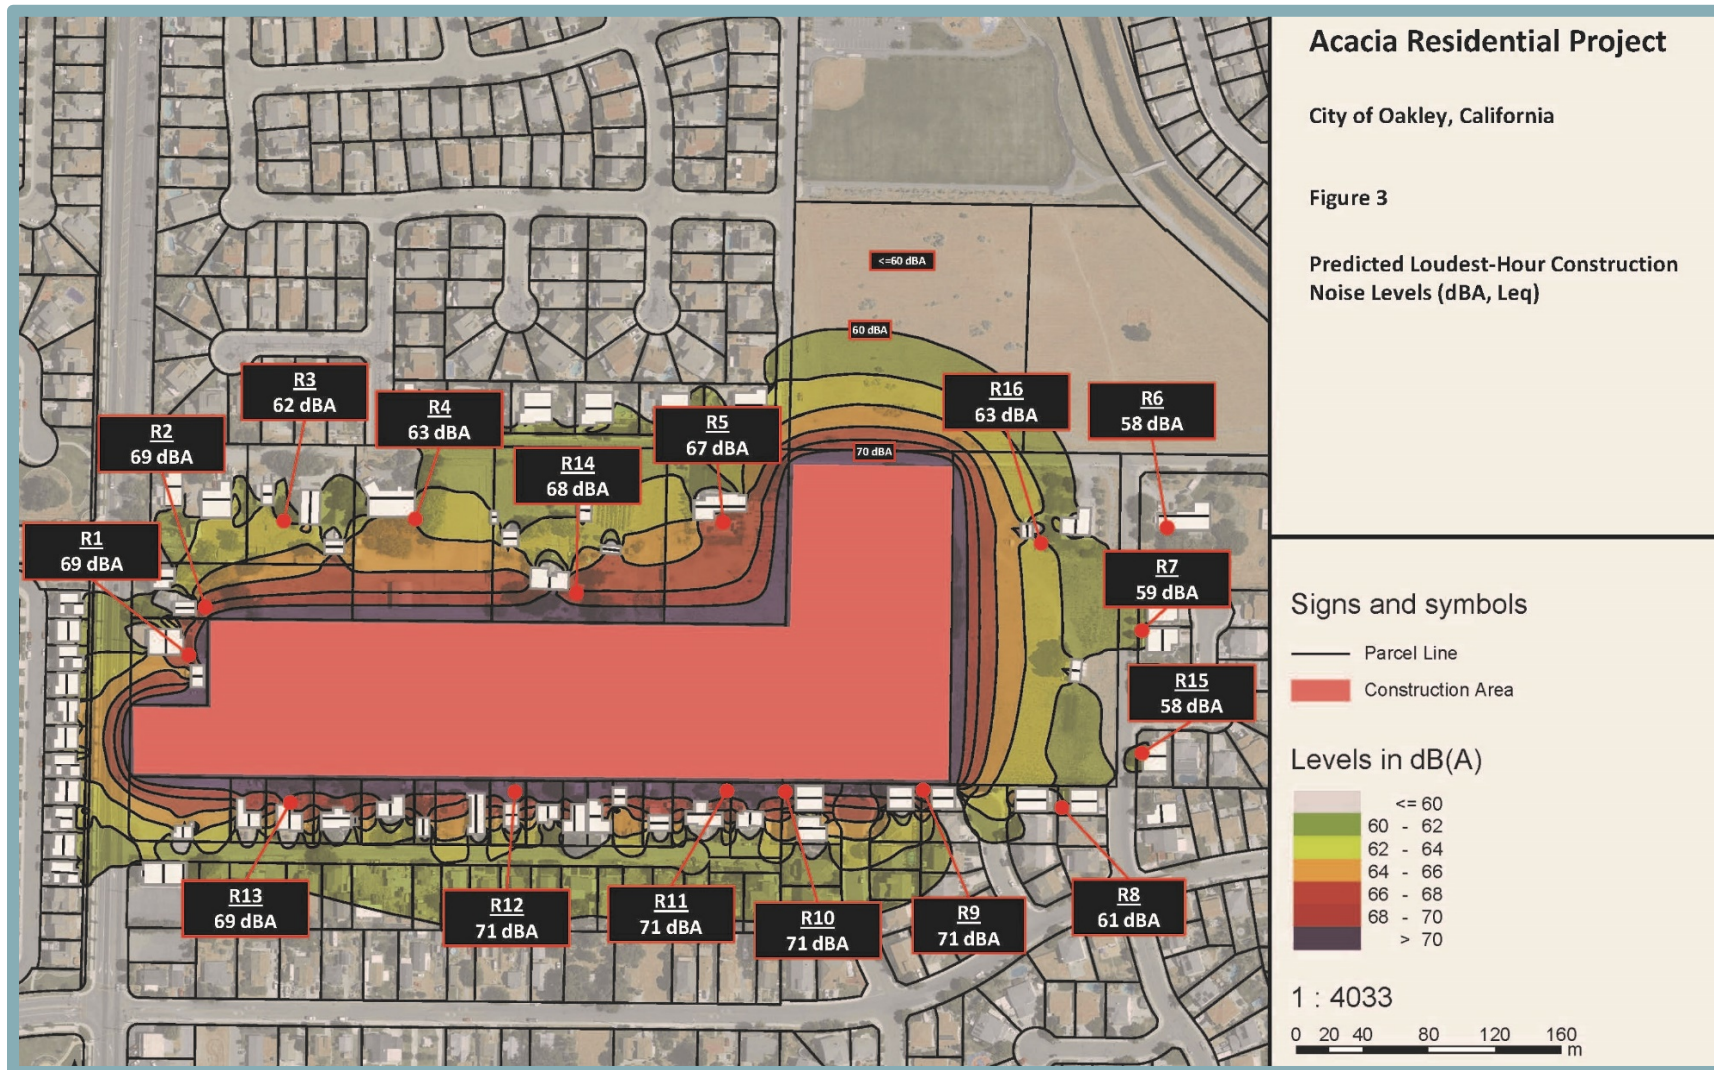 Acacia Residential Project
City of Oakley, California
Figure 3
Predicted Loudest-Hour Construction
Noise Levels (dBA, Leq)
<=60 dBA
60 dBA
70 dBA
R3
62 dBA
R4
63 dBA
R5
67 dBA
R16
63 dBA
R6
58 dBA
R2
69 dBA
R14
68 dBA
R1
69 dBA
R7
59 dBA
R15
58 dBA
R13
69 dBA
R12
71 dBA
R11
71 dBA
R10
71 dBA
R9
71 dBA
R8
61 dBA
Signs and symbols
Parcel Line
Construction Area
Levels in dB(A)
<= 60
60 - 62
62 - 64
64 - 66
66 - 68
68 - 70
> 70
1 : 4033
0 20 40 80 120 160
m